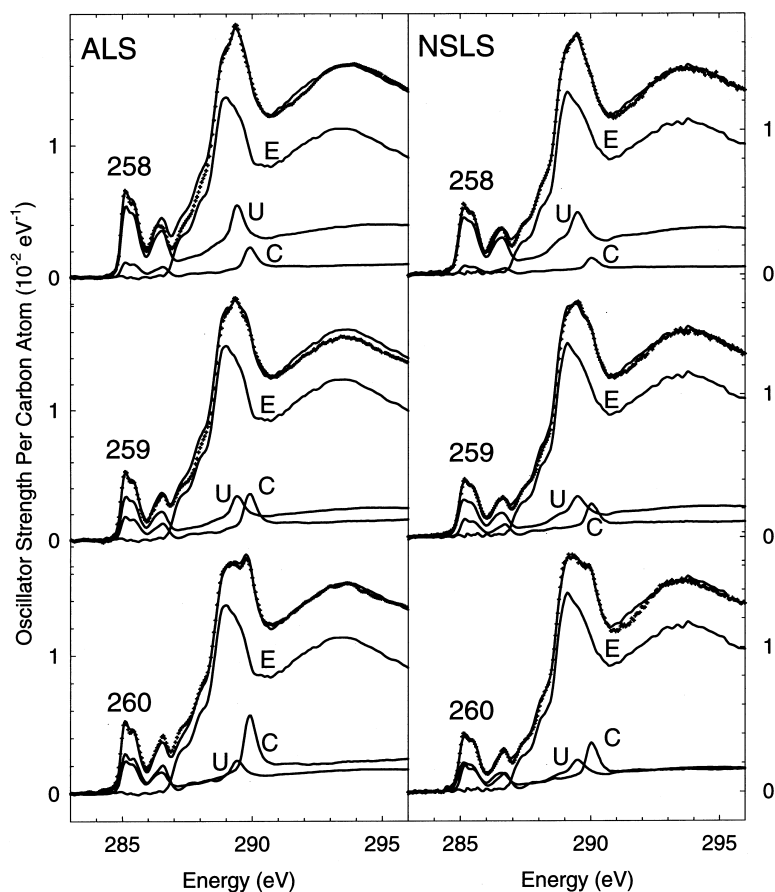 ALS
NSLS
Oscillator Strength Per Carbon Atom (10⁻² eV⁻¹)
258
E
U
C
1
0
258
E
U
C
1
0
259
E
U
C
1
0
259
E
U
C
1
0
260
E
C
U
1
0
260
E
U
C
1
0
285 290 295
285 290 295
Energy (eV)
Energy (eV)